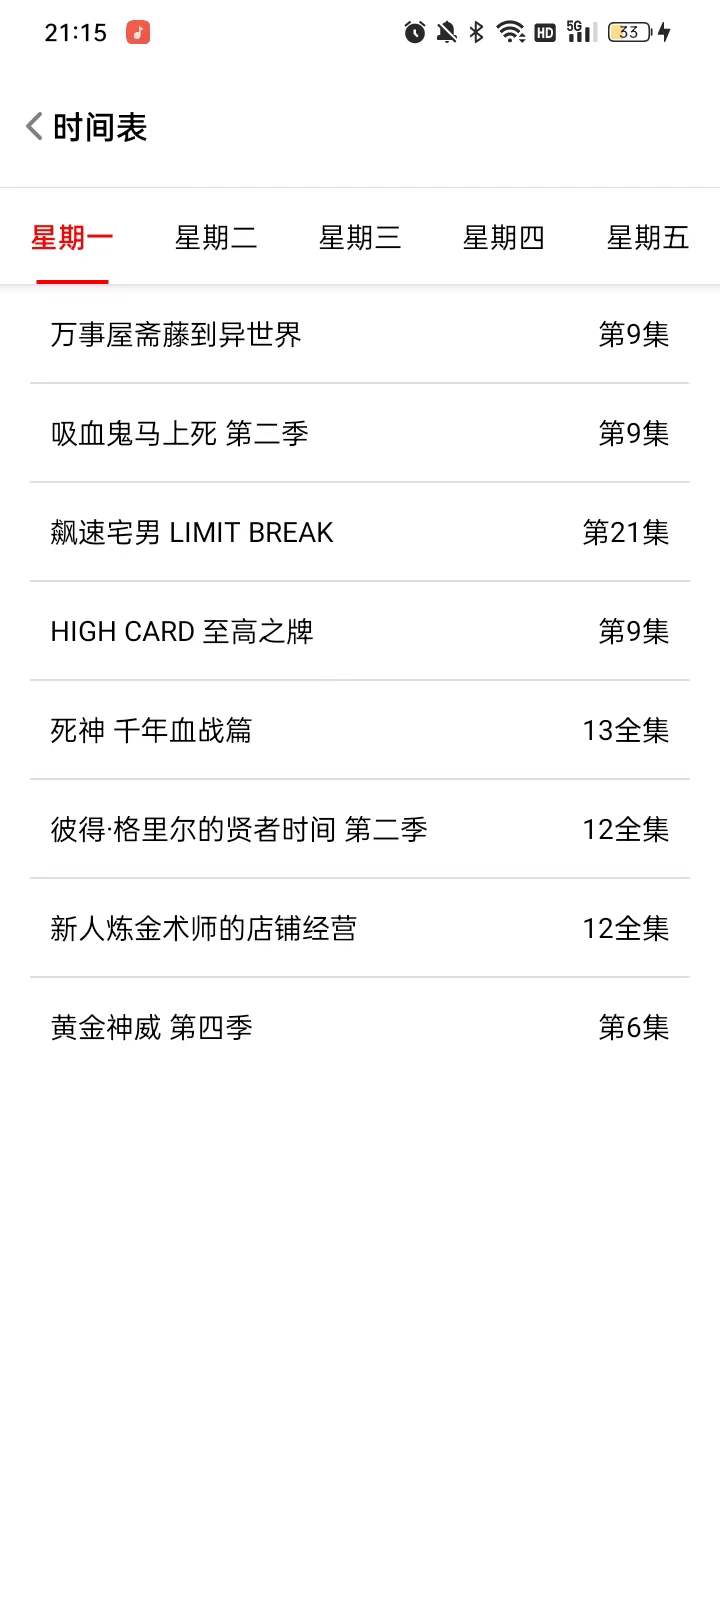 21:15 HD 5G 33
时间表
星期一 星期二 星期三 星期四 星期五
万事屋斋藤到异世界 第9集
吸血鬼马上死 第二季 第9集
飙速宅男 LIMIT BREAK 第21集
HIGH CARD 至高之牌 第9集
死神 千年血战篇 13全集
彼得·格里尔的贤者时间 第二季 12全集
新人炼金术师的店铺经营 12全集
黄金神威 第四季 第6集